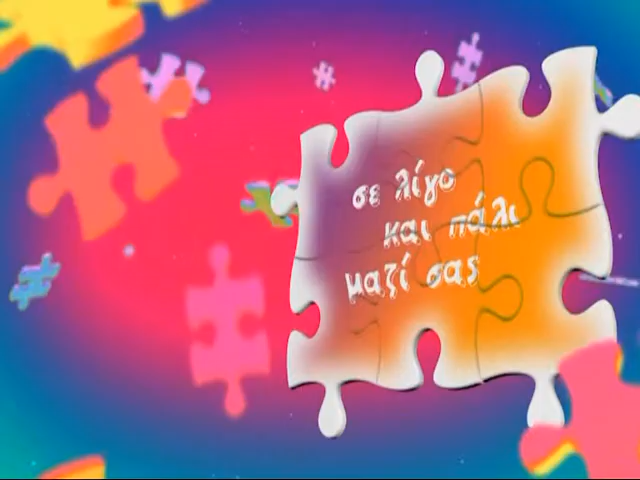 σε λίγο
και πάλι
μαζί σας